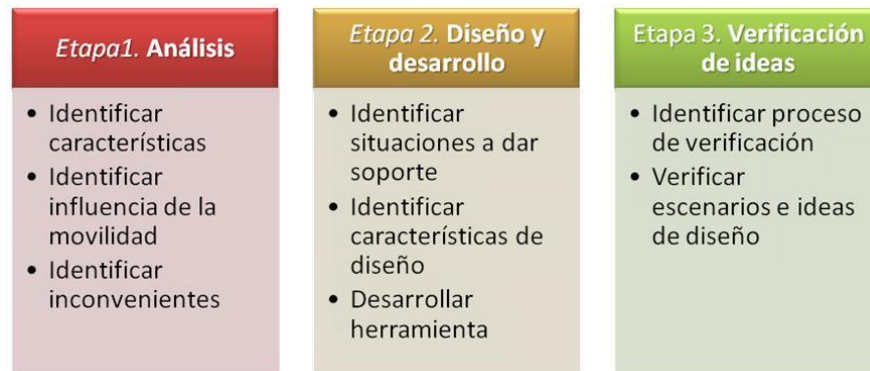 Etapa1. Análisis
• Identificar
características
• Identificar
influencia de la
movilidad
• Identificar
inconvenientes
Etapa 2. Diseño y
desarrollo
• Identificar
situaciones a dar
soporte
• Identificar
características de
diseño
• Desarrollar
herramienta
Etapa 3. Verificación
de ideas
• Identificar proceso
de verificación
• Verificar
escenarios e ideas
de diseño